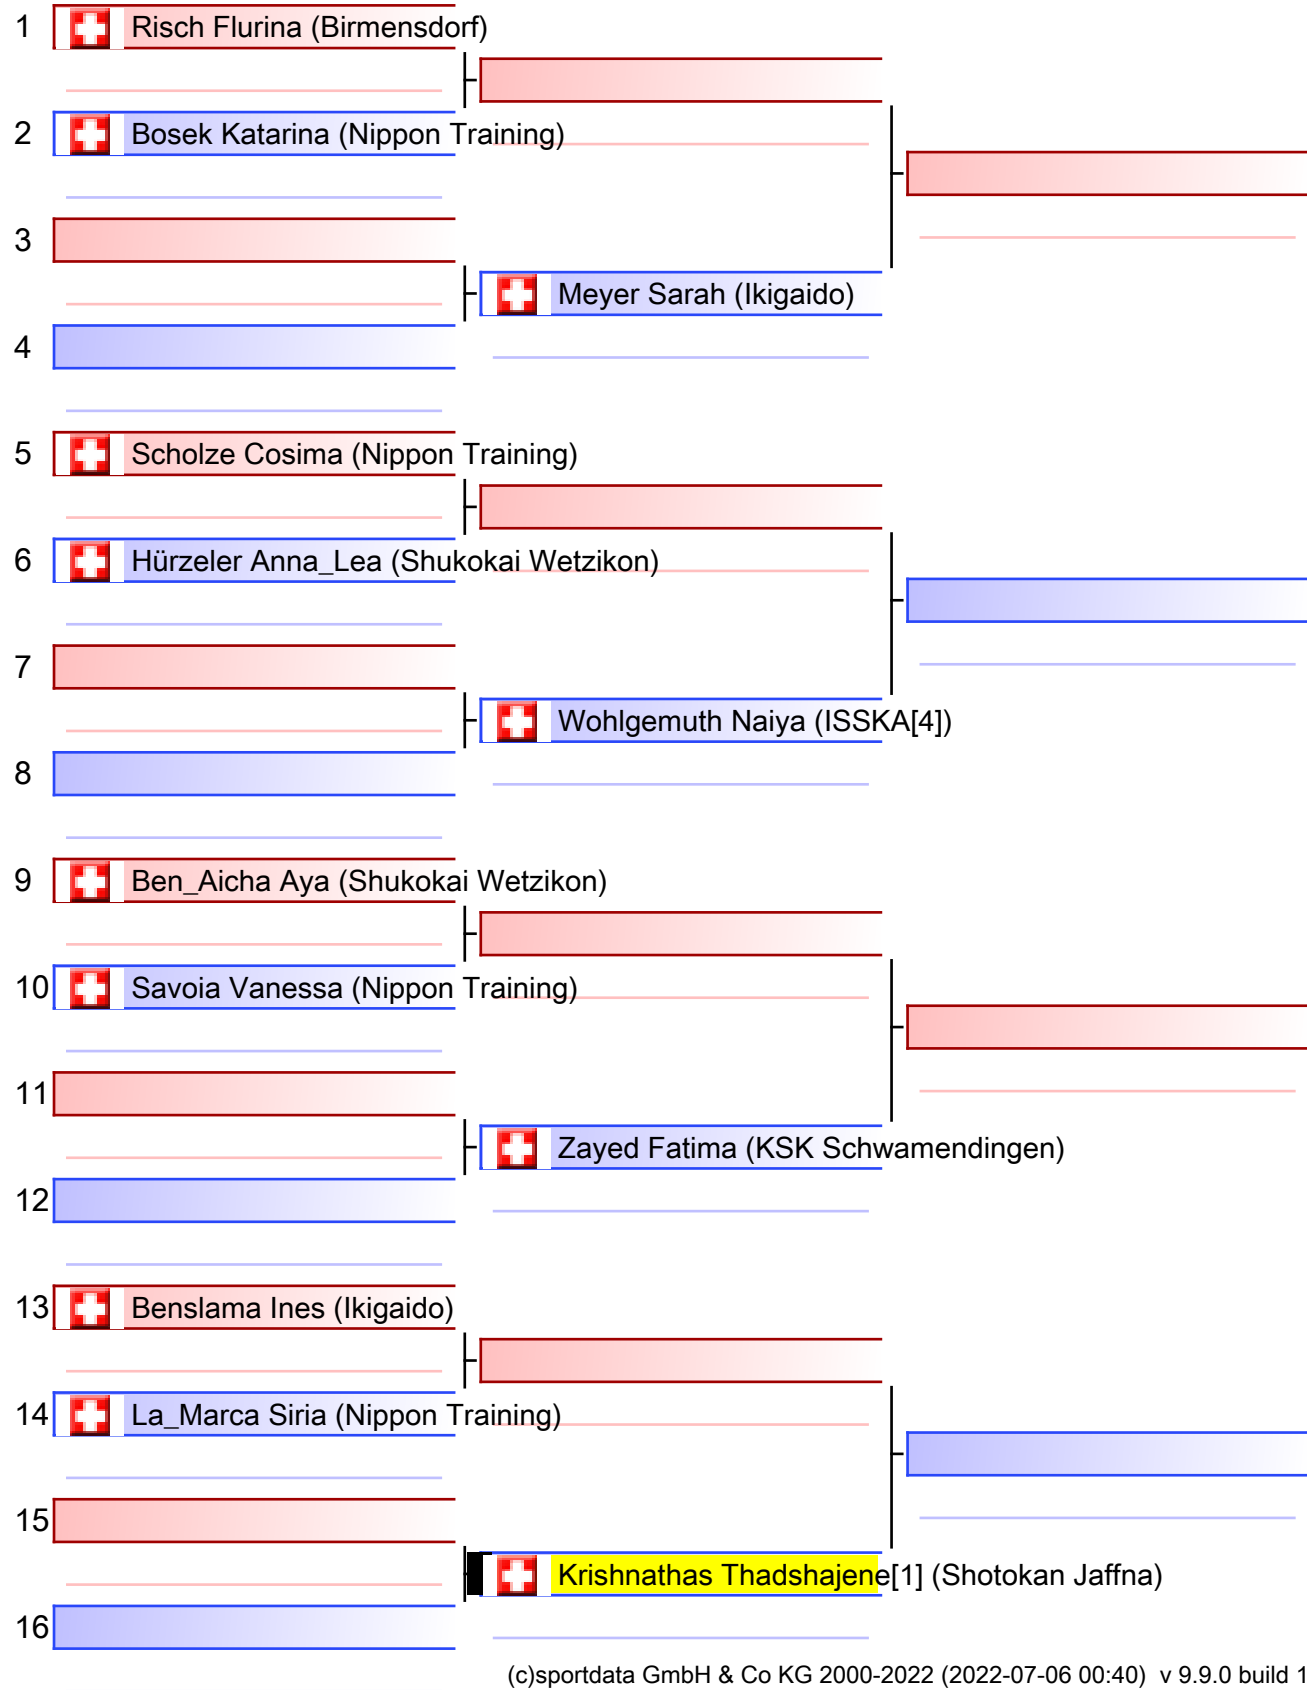 1 Risch Flurina (Birmensdorf)
2 Bosek Katarina (Nippon Training)
3
Meyer Sarah (Ikigaido)
4
5 Scholze Cosima (Nippon Training)
6 Hürzeler Anna_Lea (Shukokai Wetzikon)
7
Wohlgemuth Naiya (ISSKA[4])
8
9 Ben_Aicha Aya (Shukokai Wetzikon)
10 Savoia Vanessa (Nippon Training)
11
Zayed Fatima (KSK Schwamendingen)
12
13 Benslama Ines (Ikigaido)
14 La_Marca Siria (Nippon Training)
15
Krishnathas Thadshajene[1] (Shotokan Jaffna)
16
(c)sportdata GmbH & Co KG 2000-2022 (2022-07-06 00:40) v 9.9.0 build 1